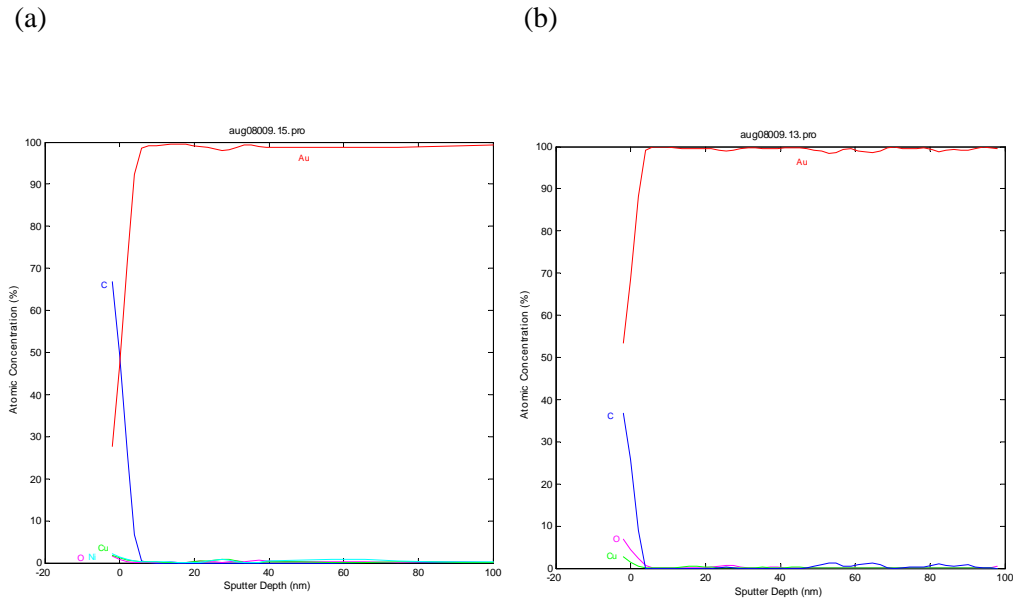 (a)
(b)
aug08009.15.pro
100
90
80
70
60
50
40
30
20
10
0
Atomic Concentration (%)
Au
C
Cu
O
Ni
-20
0
20
40
60
80
100
Sputter Depth (nm)
aug08009.13.pro
100
90
80
70
60
50
40
30
20
10
0
Atomic Concentration (%)
Au
C
O
Cu
-20
0
20
40
60
80
100
Sputter Depth (nm)